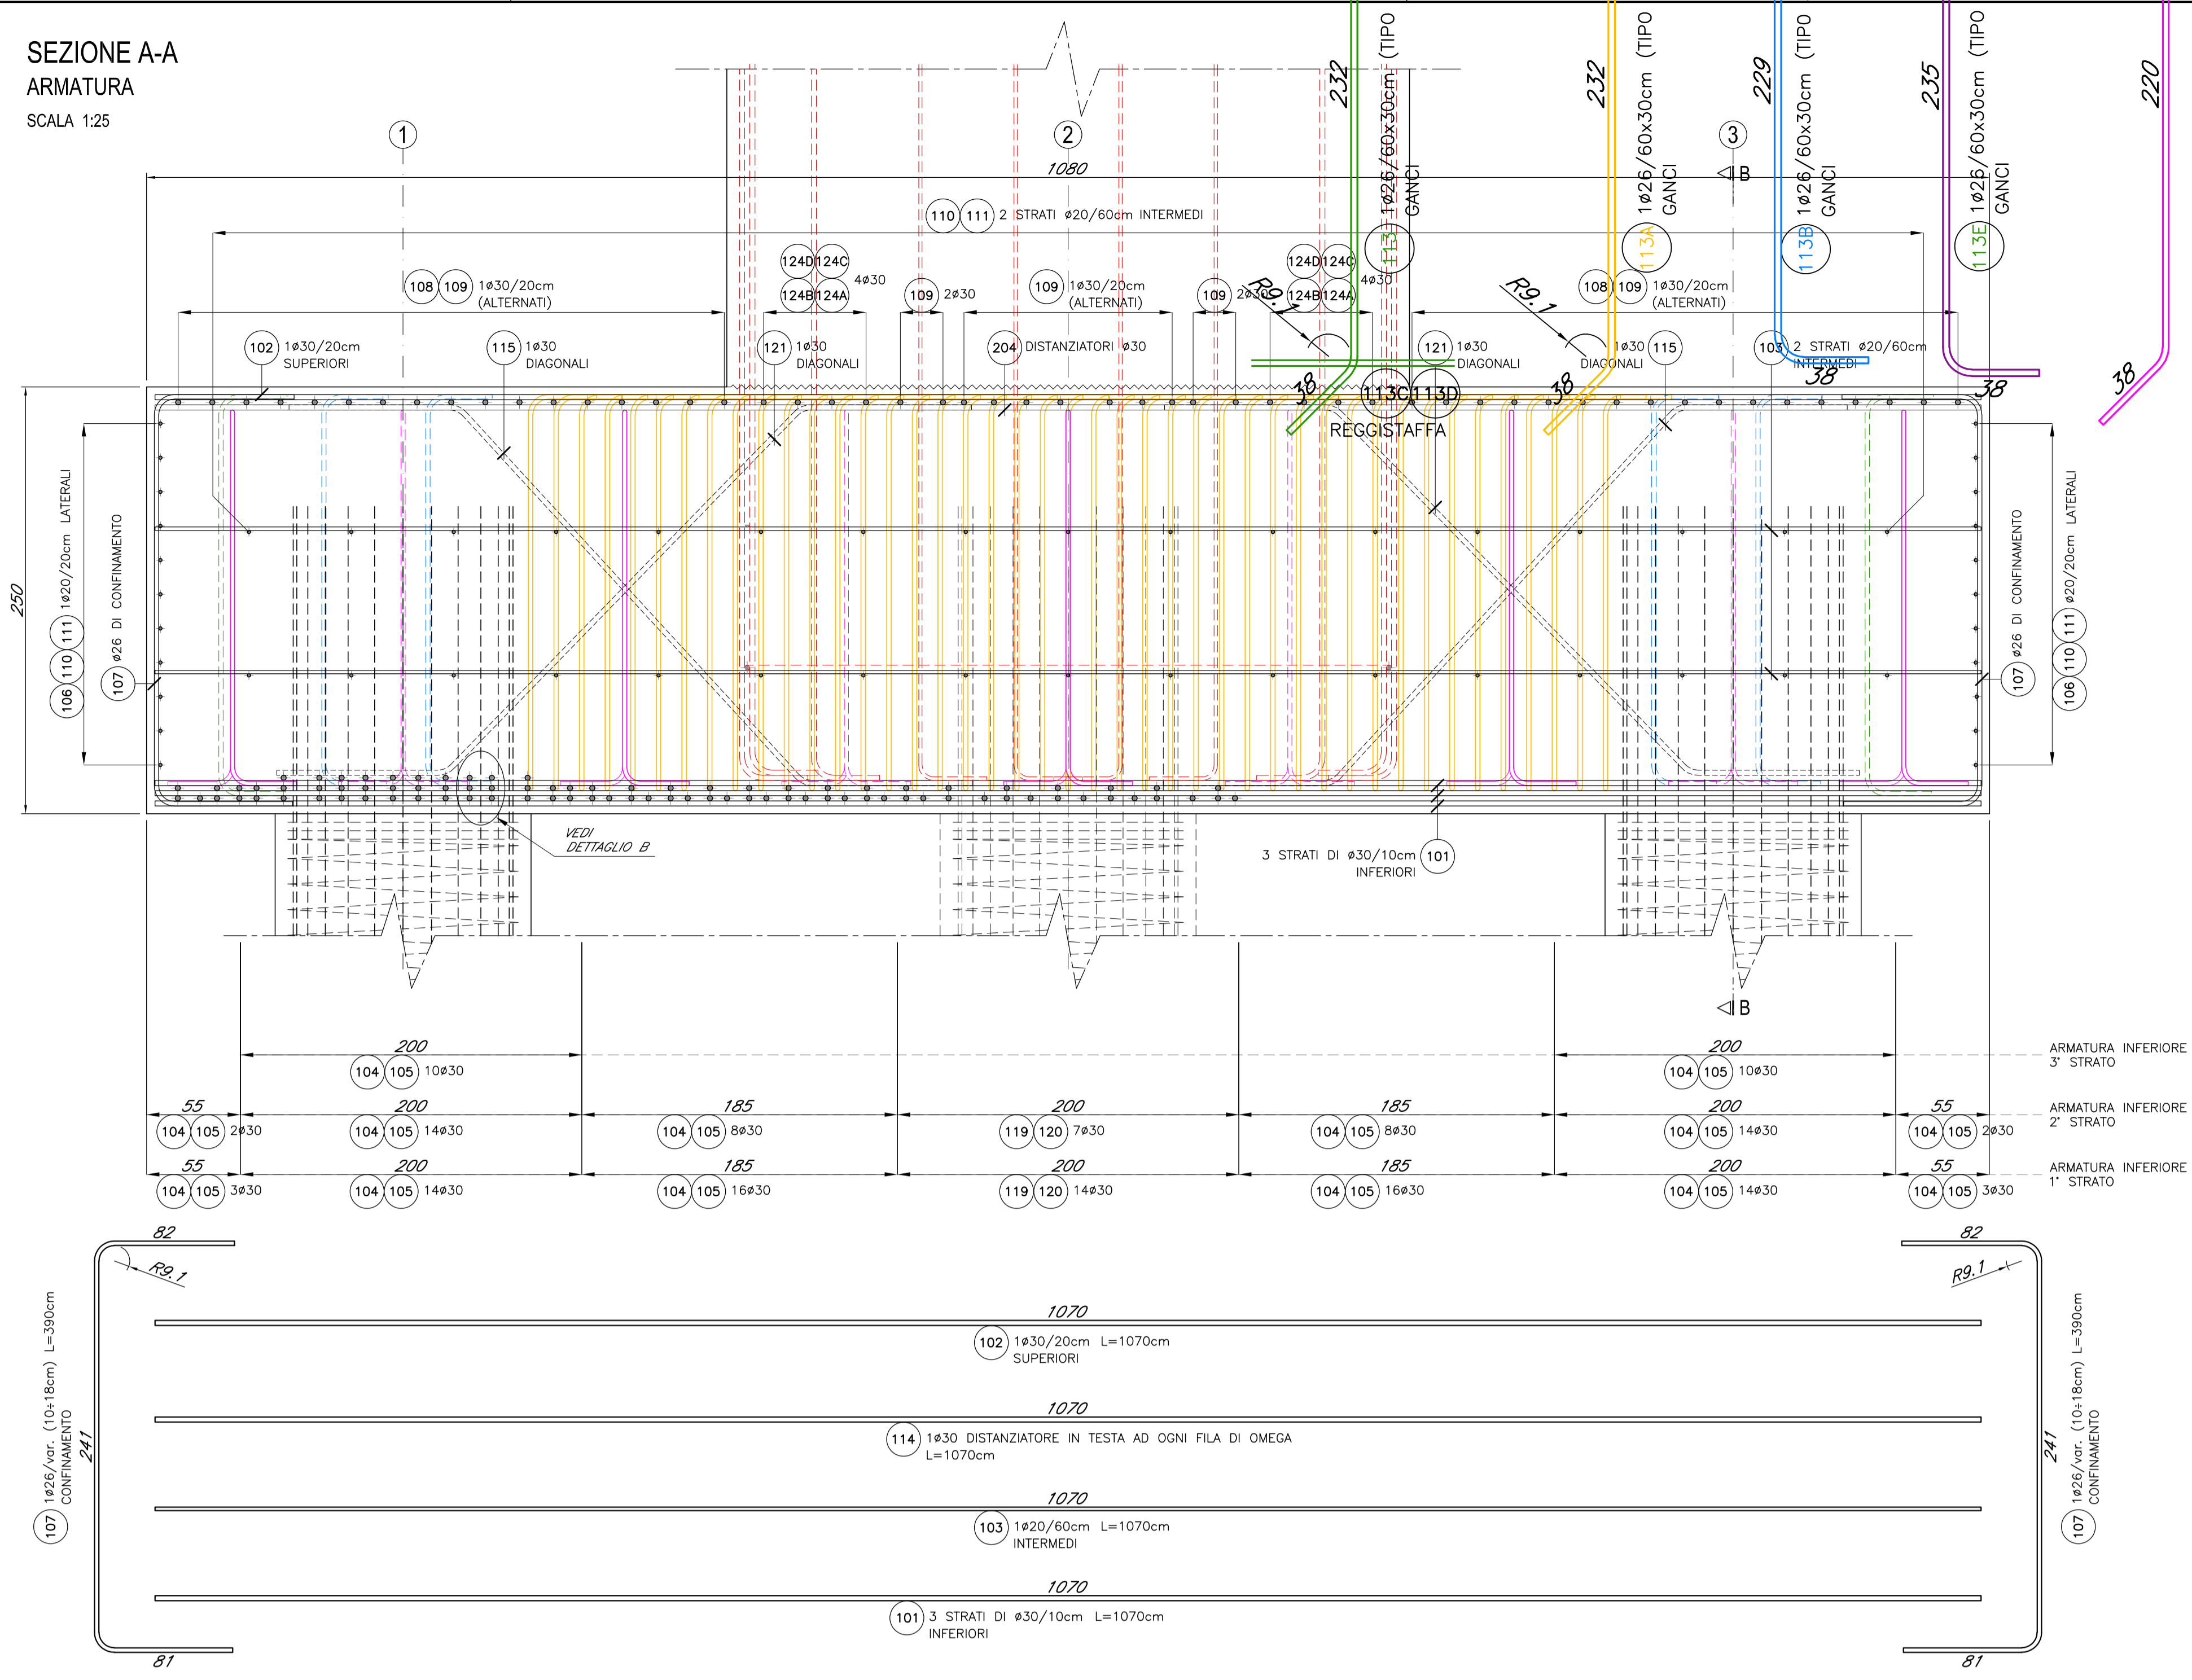 SEZIONE A-A
ARMATURA
SCALA 1:25
232
113 1ø26/60x30cm (TIPO
GANCI
232
113A 1ø26/60x30cm (TIPO
GANCI
229
113B 1ø26/60x30cm (TIPO
GANCI
235
113E 1ø26/60x30cm (TIPO
GANCI
220
1
2
3
1080
B
110 111 2 STRATI ø20/60cm INTERMEDI
108 109 1ø30/20cm
(ALTERNATI)
124D 124C
124B 124A
4ø30
109 2ø30
109 1ø30/20cm
(ALTERNATI)
109 2ø30
124D 124C
124B 124A
4ø30
R9.1
R9.1
108 109 1ø30/20cm
(ALTERNATI)
102 1ø30/20cm
SUPERIORI
115 1ø30
DIAGONALI
121 1ø30
DIAGONALI
204 DISTANZIATORI ø30
121 1ø30
DIAGONALI
1ø30 115
DIAGONALI
103 2 STRATI ø20/60cm
INTERMEDI
38
38
38
38
38
113C 113D
REGGISTAFFA
250
106 110 111 1ø20/20cm LATERALI
107 ø26 DI CONFINAMENTO
107 ø26 DI CONFINAMENTO
106 110 111 ø20/20cm LATERALI
VEDI
DETTAGLIO B
3 STRATI DI ø30/10cm 101
INFERIORI
B
200
104 105 10ø30
200
104 105 10ø30
ARMATURA INFERIORE
3° STRATO
55
104 105 2ø30
200
104 105 14ø30
185
104 105 8ø30
200
119 120 7ø30
185
104 105 8ø30
200
104 105 14ø30
55
104 105 2ø30
ARMATURA INFERIORE
2° STRATO
55
104 105 3ø30
200
104 105 14ø30
185
104 105 16ø30
200
119 120 14ø30
185
104 105 16ø30
200
104 105 14ø30
55
104 105 3ø30
ARMATURA INFERIORE
1° STRATO
82
R9.1
107 1ø26/var. (10÷18cm) L=390cm
CONFINAMENTO
241
81
1070
102 1ø30/20cm L=1070cm
SUPERIORI
1070
114 1ø30 DISTANZIATORE IN TESTA AD OGNI FILA DI OMEGA
L=1070cm
1070
103 1ø20/60cm L=1070cm
INTERMEDI
1070
101 3 STRATI DI ø30/10cm L=1070cm
INFERIORI
82
R9.1
241
107 1ø26/var. (10÷18cm) L=390cm
CONFINAMENTO
81